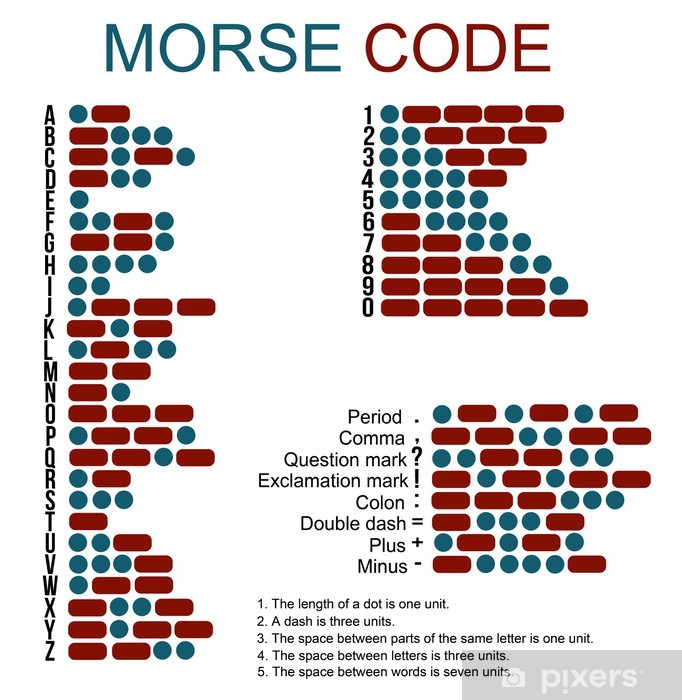 MORSE CODE
A
B
C
D
E
F
G
H
I
J
K
L
M
N
O
P
Q
R
S
T
U
V
W
X
Y
Z
1
2
3
4
5
6
7
8
9
0
Period .
Comma ,
Question mark ?
Exclamation mark !
Colon :
Double dash =
Plus +
Minus -
1. The length of a dot is one unit.
2. A dash is three units.
3. The space between parts of the same letter is one unit.
4. The space between letters is three units.
5. The space between words is seven units.
pixers®